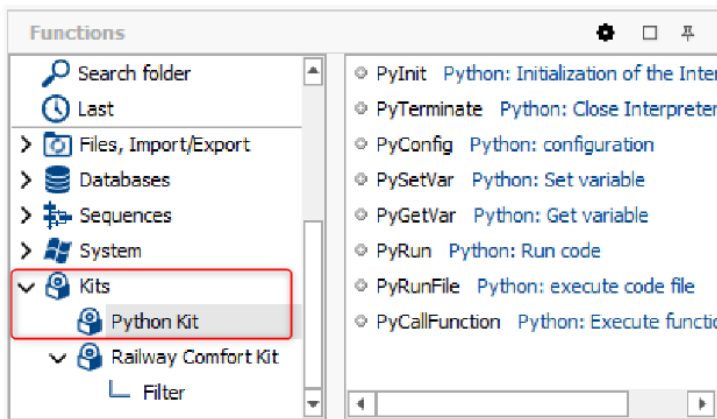 Functions
Search folder
Last
Files, Import/Export
Databases
Sequences
System
Kits
Python Kit
Railway Comfort Kit
Filter
PyInit Python: Initialization of the Inter
PyTerminate Python: Close Interpreter
PyConfig Python: configuration
PySetVar Python: Set variable
PyGetVar Python: Get variable
PyRun Python: Run code
PyRunFile Python: execute code file
PyCallFunction Python: Execute functio